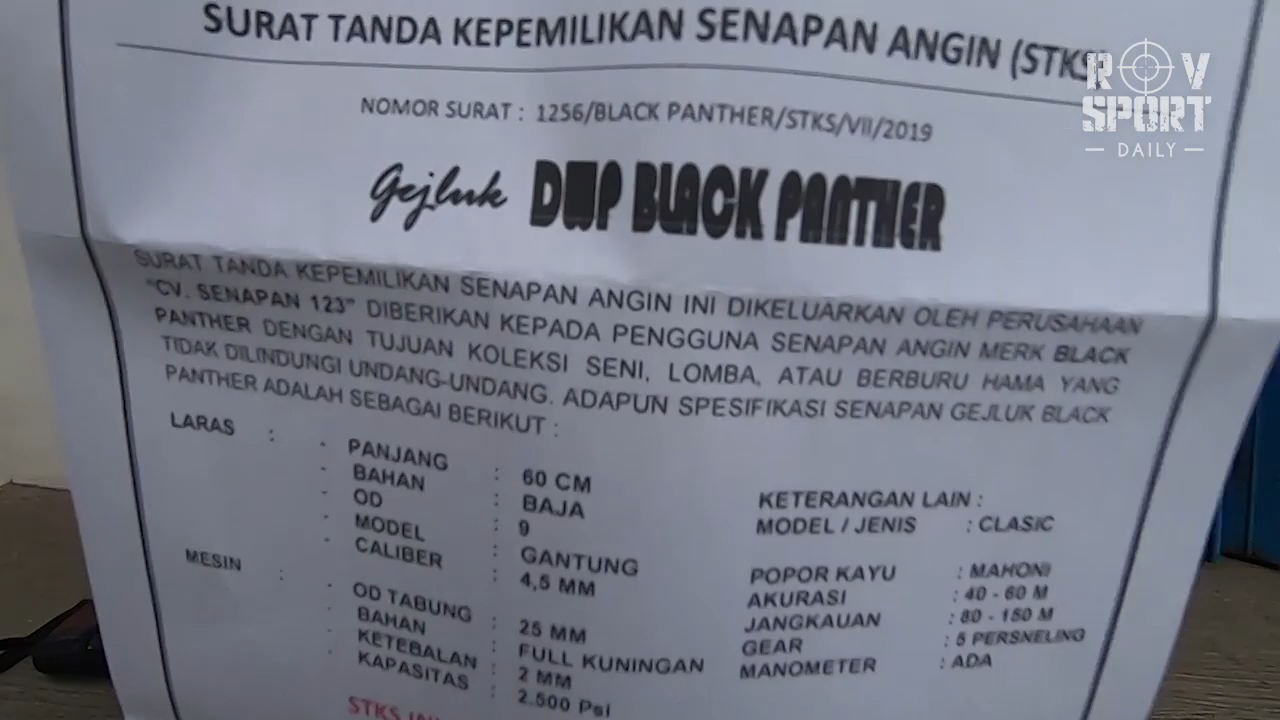 SURAT TANDA KEPEMILIKAN SENAPAN ANGIN (STKS)
ROV
SPORT
DAILY
NOMOR SURAT : 1256/BLACK PANTHER/STKS/VII/2019
Gejluk DWP BLACK PANTHER
SURAT TANDA KEPEMILIKAN SENAPAN ANGIN INI DIKELUARKAN OLEH PERUSAHAAN
"CV. SENAPAN 123" DIBERIKAN KEPADA PENGGUNA SENAPAN ANGIN MERK BLACK
PANTHER DENGAN TUJUAN KOLEKSI SENI, LOMBA, ATAU BERBURU HAMA YANG
TIDAK DILINDUNGI UNDANG-UNDANG. ADAPUN SPESIFIKASI SENAPAN GEJLUK BLACK
PANTHER ADALAH SEBAGAI BERIKUT :
LARAS : - PANJANG : 60 CM
- BAHAN : BAJA
- OD : 9
- MODEL : GANTUNG
- CALIBER : 4,5 MM
MESIN : - OD TABUNG : 25 MM
- BAHAN : FULL KUNINGAN
- KETEBALAN : 2 MM
- KAPASITAS : 2.500 Psi
KETERANGAN LAIN :
MODEL / JENIS : CLASIC
POPOR KAYU : MAHONI
AKURASI : 40 - 60 M
JANGKAUAN : 80 - 150 M
GEAR : 5 PERSNELING
MANOMETER : ADA
STKS